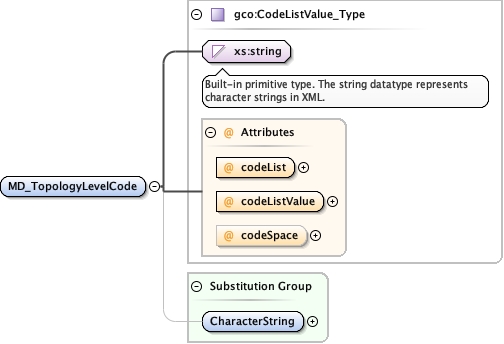 gco:CodeListValue_Type
xs:string
Built-in primitive type. The string datatype represents
character strings in XML.
@ Attributes
@ codeList
MD_TopologyLevelCode
@ codeListValue
@ codeSpace
Substitution Group
CharacterString